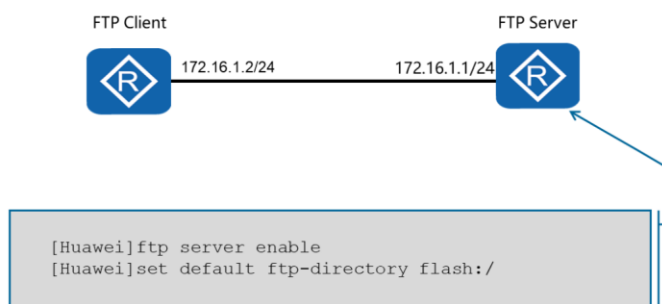 FTP Client
FTP Server
172.16.1.2/24
172.16.1.1/24
R
R
[Huawei]ftp server enable
[Huawei]set default ftp-directory flash:/